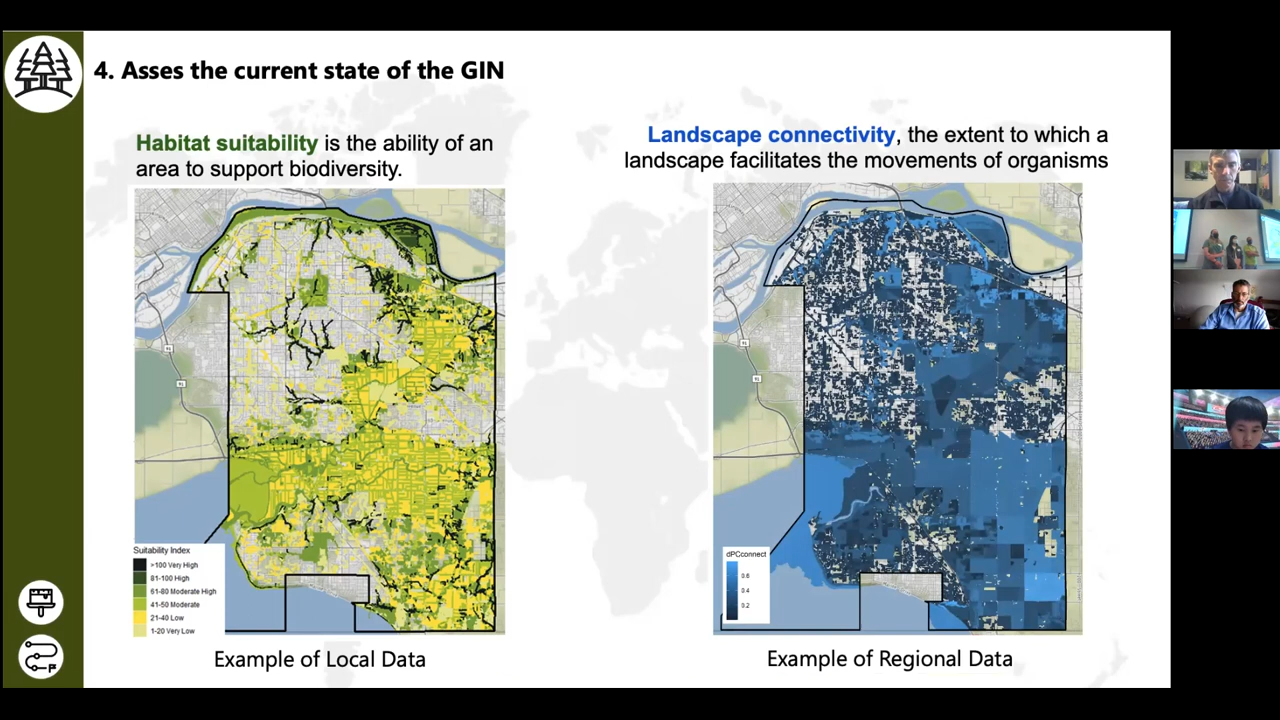 4. Asses the current state of the GIN
Habitat suitability is the ability of an
area to support biodiversity.
Landscape connectivity, the extent to which a
landscape facilitates the movements of organisms
Suitability Index
>100 Very High
81-100 High
61-80 Moderate High
41-50 Moderate
21-40 Low
1-20 Very Low
91
91
dPCconnect
0.6
0.4
0.2
Example of Local Data
Example of Regional Data